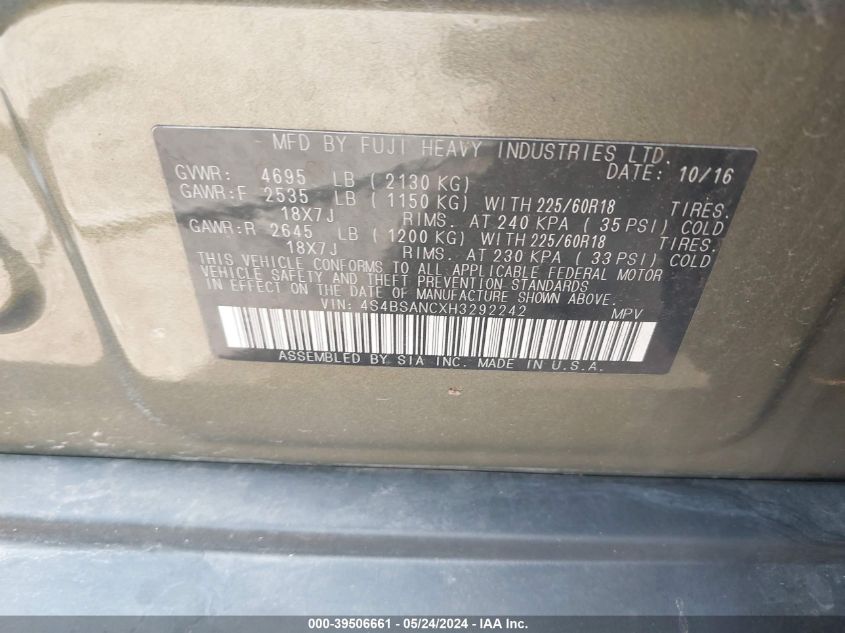 MFD BY FUJI HEAVY INDUSTRIES LTD.
GVWR: 4695 LB (2130 KG) DATE: 10/16
GAWR:F 2535 LB (1150 KG) WITH 225/60R18 TIRES.
18X7J RIMS. AT 240 KPA (35 PSI) COLD
GAWR:R 2645 LB (1200 KG) WITH 225/60R18 TIRES.
18X7J RIMS. AT 230 KPA (33 PSI) COLD
THIS VEHICLE CONFORMS TO ALL APPLICABLE FEDERAL MOTOR
VEHICLE SAFETY AND THEFT PREVENTION STANDARDS
IN EFFECT ON THE DATE OF MANUFACTURE SHOWN ABOVE.
VIN: 4S4BSANCXH3292242 MPV
ASSEMBLED BY SIA INC. MADE IN U.S.A.
000-39506661 - 05/24/2024 - IAA Inc.